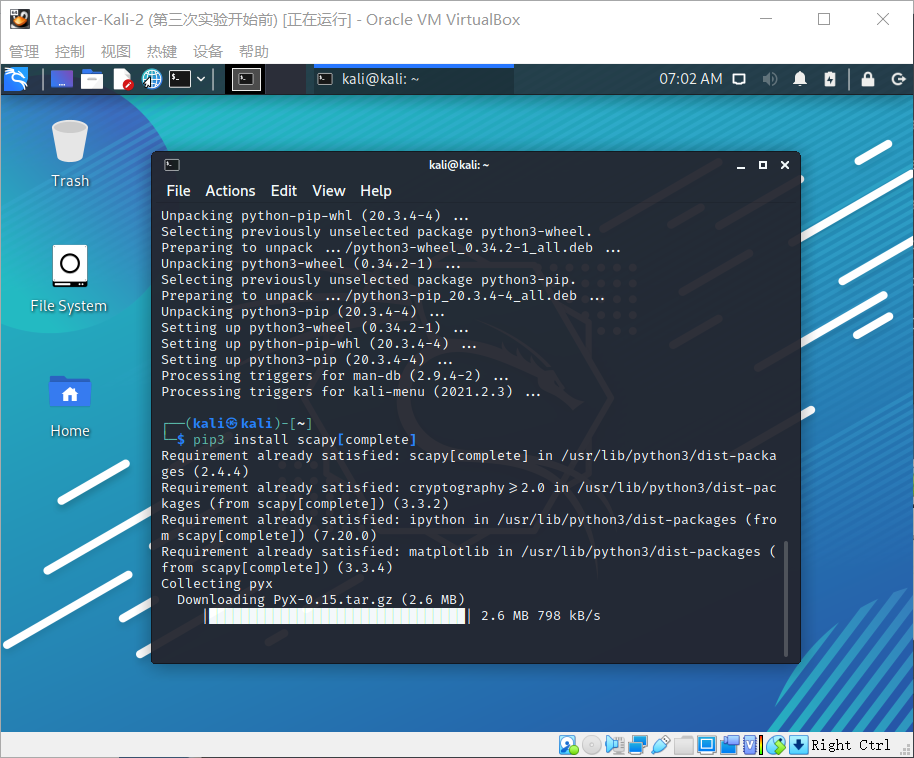 Attacker-Kali-2 (第三次实验开始前) [正在运行] - Oracle VM VirtualBox
管理 控制 视图 热键 设备 帮助
kali@kali: ~ 07:02 AM
Trash
File System
Home
kali@kali: ~
File Actions Edit View Help
Unpacking python-pip-whl (20.3.4-4) ...
Selecting previously unselected package python3-wheel.
Preparing to unpack .../python3-wheel_0.34.2-1_all.deb ...
Unpacking python3-wheel (0.34.2-1) ...
Selecting previously unselected package python3-pip.
Preparing to unpack .../python3-pip_20.3.4-4_all.deb ...
Unpacking python3-pip (20.3.4-4) ...
Setting up python3-wheel (0.34.2-1) ...
Setting up python-pip-whl (20.3.4-4) ...
Setting up python3-pip (20.3.4-4) ...
Processing triggers for man-db (2.9.4-2) ...
Processing triggers for kali-menu (2021.2.3) ...
┌──(kali㉿kali)-[~]
└─$ pip3 install scapy[complete]
Requirement already satisfied: scapy[complete] in /usr/lib/python3/dist-packa
ges (2.4.4)
Requirement already satisfied: cryptography>=2.0 in /usr/lib/python3/dist-pac
kages (from scapy[complete]) (3.3.2)
Requirement already satisfied: ipython in /usr/lib/python3/dist-packages (fro
m scapy[complete]) (7.20.0)
Requirement already satisfied: matplotlib in /usr/lib/python3/dist-packages (
from scapy[complete]) (3.3.4)
Collecting pyx
Downloading PyX-0.15.tar.gz (2.6 MB)
2.6 MB 798 kB/s
Right Ctrl